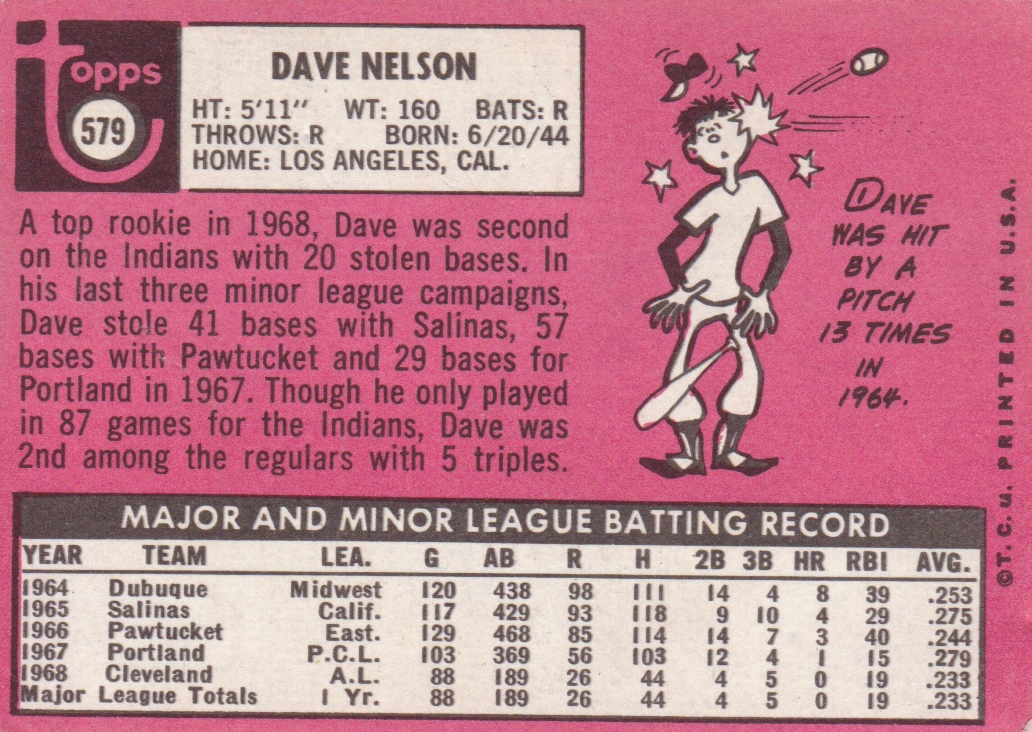 topps
579
DAVE NELSON
HT: 5'11" WT: 160 BATS: R
THROWS: R BORN: 6/20/44
HOME: LOS ANGELES, CAL.
A top rookie in 1968, Dave was second
on the Indians with 20 stolen bases. In
his last three minor league campaigns,
Dave stole 41 bases with Salinas, 57
bases with Pawtucket and 29 bases for
Portland in 1967. Though he only played
in 87 games for the Indians, Dave was
2nd among the regulars with 5 triples.
DAVE
WAS HIT
BY A
PITCH
13 TIMES
IN
1964.
©T.C.U. PRINTED IN U.S.A.
MAJOR AND MINOR LEAGUE BATTING RECORD
YEAR TEAM LEA. G AB R H 2B 3B HR RBI AVG.
1964 Dubuque Midwest 120 438 98 111 14 4 8 39 .253
1965 Salinas Calif. 117 429 93 118 9 10 4 29 .275
1966 Pawtucket East. 129 468 85 114 14 7 3 40 .244
1967 Portland P.C.L. 103 369 56 103 12 4 1 15 .279
1968 Cleveland A.L. 88 189 26 44 4 5 0 19 .233
Major League Totals 1 Yr. 88 189 26 44 4 5 0 19 .233